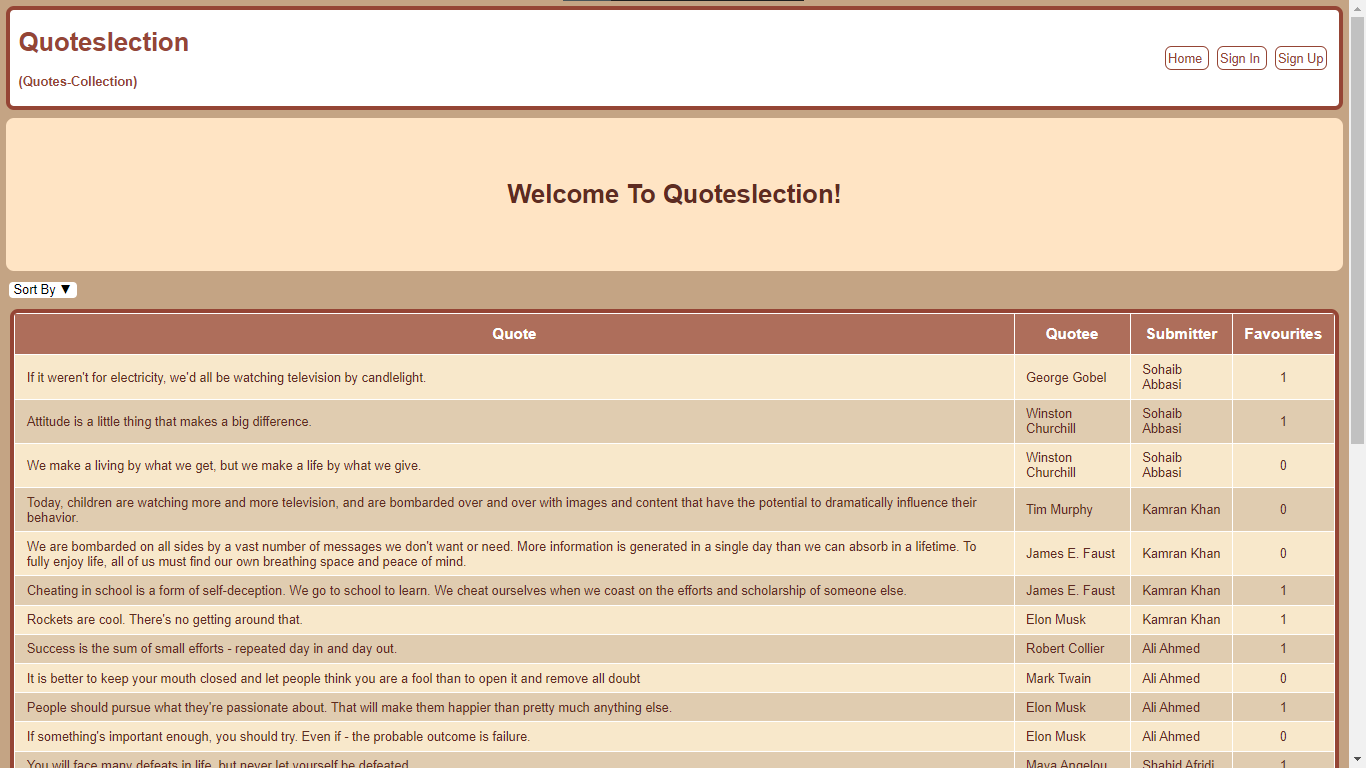 Quoteslection
(Quotes-Collection)
Home Sign In Sign Up
Welcome To Quoteslection!
Sort By ▼
Quote Quotee Submitter Favourites
If it weren't for electricity, we'd all be watching television by candlelight. George Gobel Sohaib Abbasi 1
Attitude is a little thing that makes a big difference. Winston Churchill Sohaib Abbasi 1
We make a living by what we get, but we make a life by what we give. Winston Churchill Sohaib Abbasi 0
Today, children are watching more and more television, and are bombarded over and over with images and content that have the potential to dramatically influence their
behavior. Tim Murphy Kamran Khan 0
We are bombarded on all sides by a vast number of messages we don't want or need. More information is generated in a single day than we can absorb in a lifetime. To
fully enjoy life, all of us must find our own breathing space and peace of mind. James E. Faust Kamran Khan 0
Cheating in school is a form of self-deception. We go to school to learn. We cheat ourselves when we coast on the efforts and scholarship of someone else. James E. Faust Kamran Khan 1
Rockets are cool. There's no getting around that. Elon Musk Kamran Khan 1
Success is the sum of small efforts - repeated day in and day out. Robert Collier Ali Ahmed 1
It is better to keep your mouth closed and let people think you are a fool than to open it and remove all doubt Mark Twain Ali Ahmed 0
People should pursue what they're passionate about. That will make them happier than pretty much anything else. Elon Musk Ali Ahmed 1
If something's important enough, you should try. Even if - the probable outcome is failure. Elon Musk Ali Ahmed 0
You will face many defeats in life, but never let yourself be defeated. Maya Angelou Shahid Afridi 1